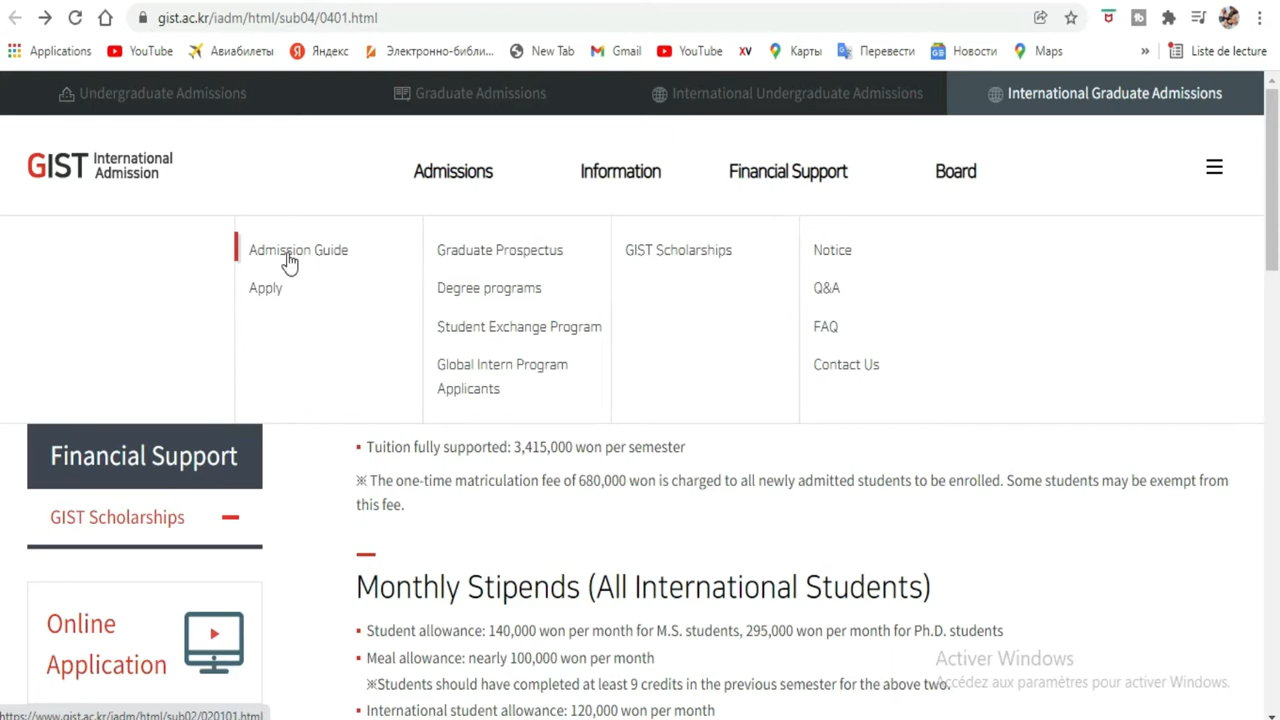 gist.ac.kr/iadm/html/sub04/0401.html
Applications YouTube Авиабилеты Яндекс Электронно-библи... New Tab Gmail YouTube XV Карты Перевести Новости Maps » Liste de lecture
Undergraduate Admissions Graduate Admissions International Undergraduate Admissions International Graduate Admissions
GIST International Admission
Admissions Information Financial Support Board
Admission Guide Graduate Prospectus GIST Scholarships Notice
Apply Degree programs Q&A
Student Exchange Program FAQ
Global Intern Program Contact Us
Applicants
Financial Support
GIST Scholarships
Online
Application
▪ Tuition fully supported: 3,415,000 won per semester
※ The one-time matriculation fee of 680,000 won is charged to all newly admitted students to be enrolled. Some students may be exempt from
this fee.
Monthly Stipends (All International Students)
▪ Student allowance: 140,000 won per month for M.S. students, 295,000 won per month for Ph.D. students
▪ Meal allowance: nearly 100,000 won per month
※Students should have completed at least 9 credits in the previous semester for the above two.
▪ International student allowance: 120,000 won per month
Activer Windows
Accédez aux paramètres pour activer Windows.
https://www.gist.ac.kr/iadm/html/sub02/020101.html